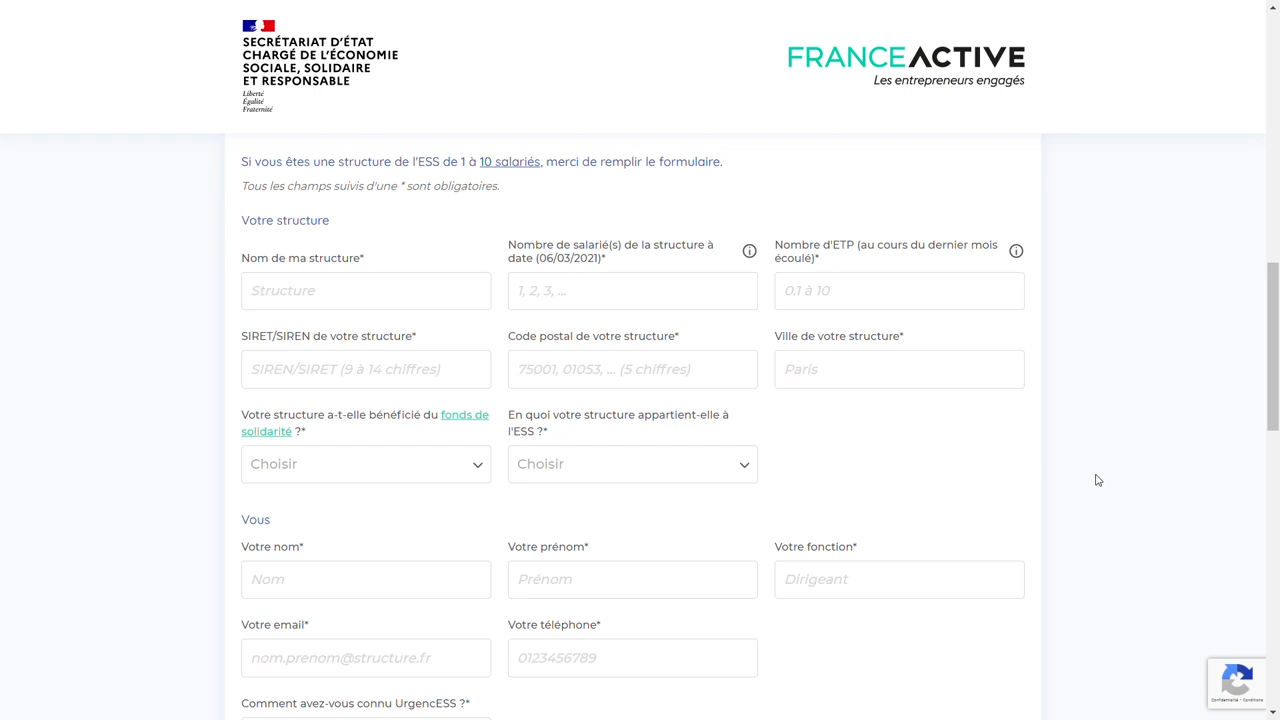 SECRÉTARIAT D'ÉTAT
CHARGÉ DE L'ÉCONOMIE
SOCIALE, SOLIDAIRE
ET RESPONSABLE
Liberté
Égalité
Fraternité
FRANCEACTIVE
Les entrepreneurs engagés
Si vous êtes une structure de l'ESS de 1 à 10 salariés, merci de remplir le formulaire.
Tous les champs suivis d'une * sont obligatoires.
Votre structure
Nom de ma structure*
Structure
Nombre de salarié(s) de la structure à
date (06/03/2021)*
1, 2, 3, ...
Nombre d'ETP (au cours du dernier mois
écoulé)*
0.1 à 10
SIRET/SIREN de votre structure*
SIREN/SIRET (9 à 14 chiffres)
Code postal de votre structure*
75001, 01053, ... (5 chiffres)
Ville de votre structure*
Paris
Votre structure a-t-elle bénéficié du fonds de
solidarité ?*
Choisir
En quoi votre structure appartient-elle à
l'ESS ?*
Choisir
Vous
Votre nom*
Nom
Votre prénom*
Prénom
Votre fonction*
Dirigeant
Votre email*
nom.prenom@structure.fr
Votre téléphone*
0123456789
Comment avez-vous connu UrgencESS ?*
Confidentialité - Conditions